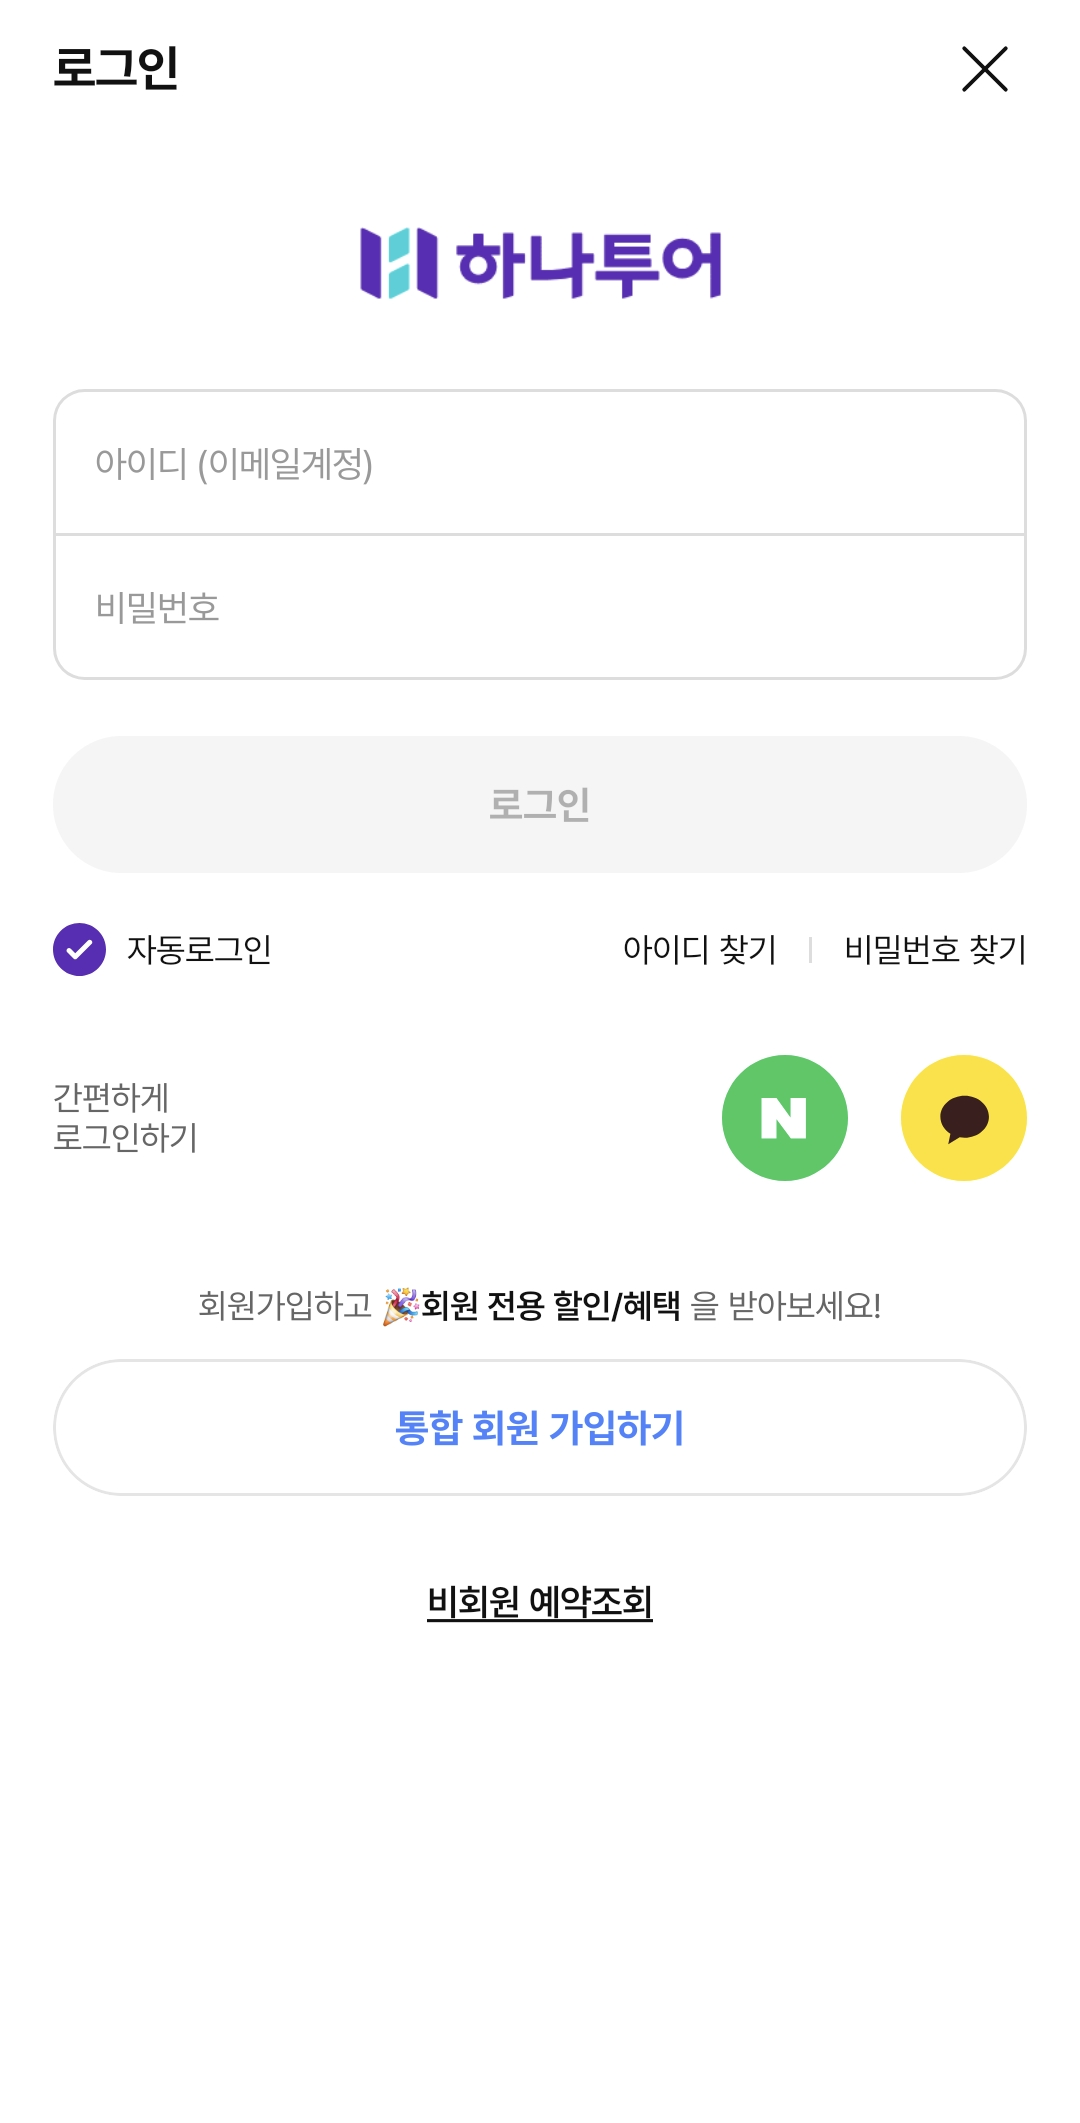 로그인
하나투어
아이디 (이메일계정)
비밀번호
로그인
자동로그인
아이디 찾기 | 비밀번호 찾기
간편하게
로그인하기
N
회원가입하고 🎉회원 전용 할인/혜택 을 받아보세요!
통합 회원 가입하기
비회원 예약조회